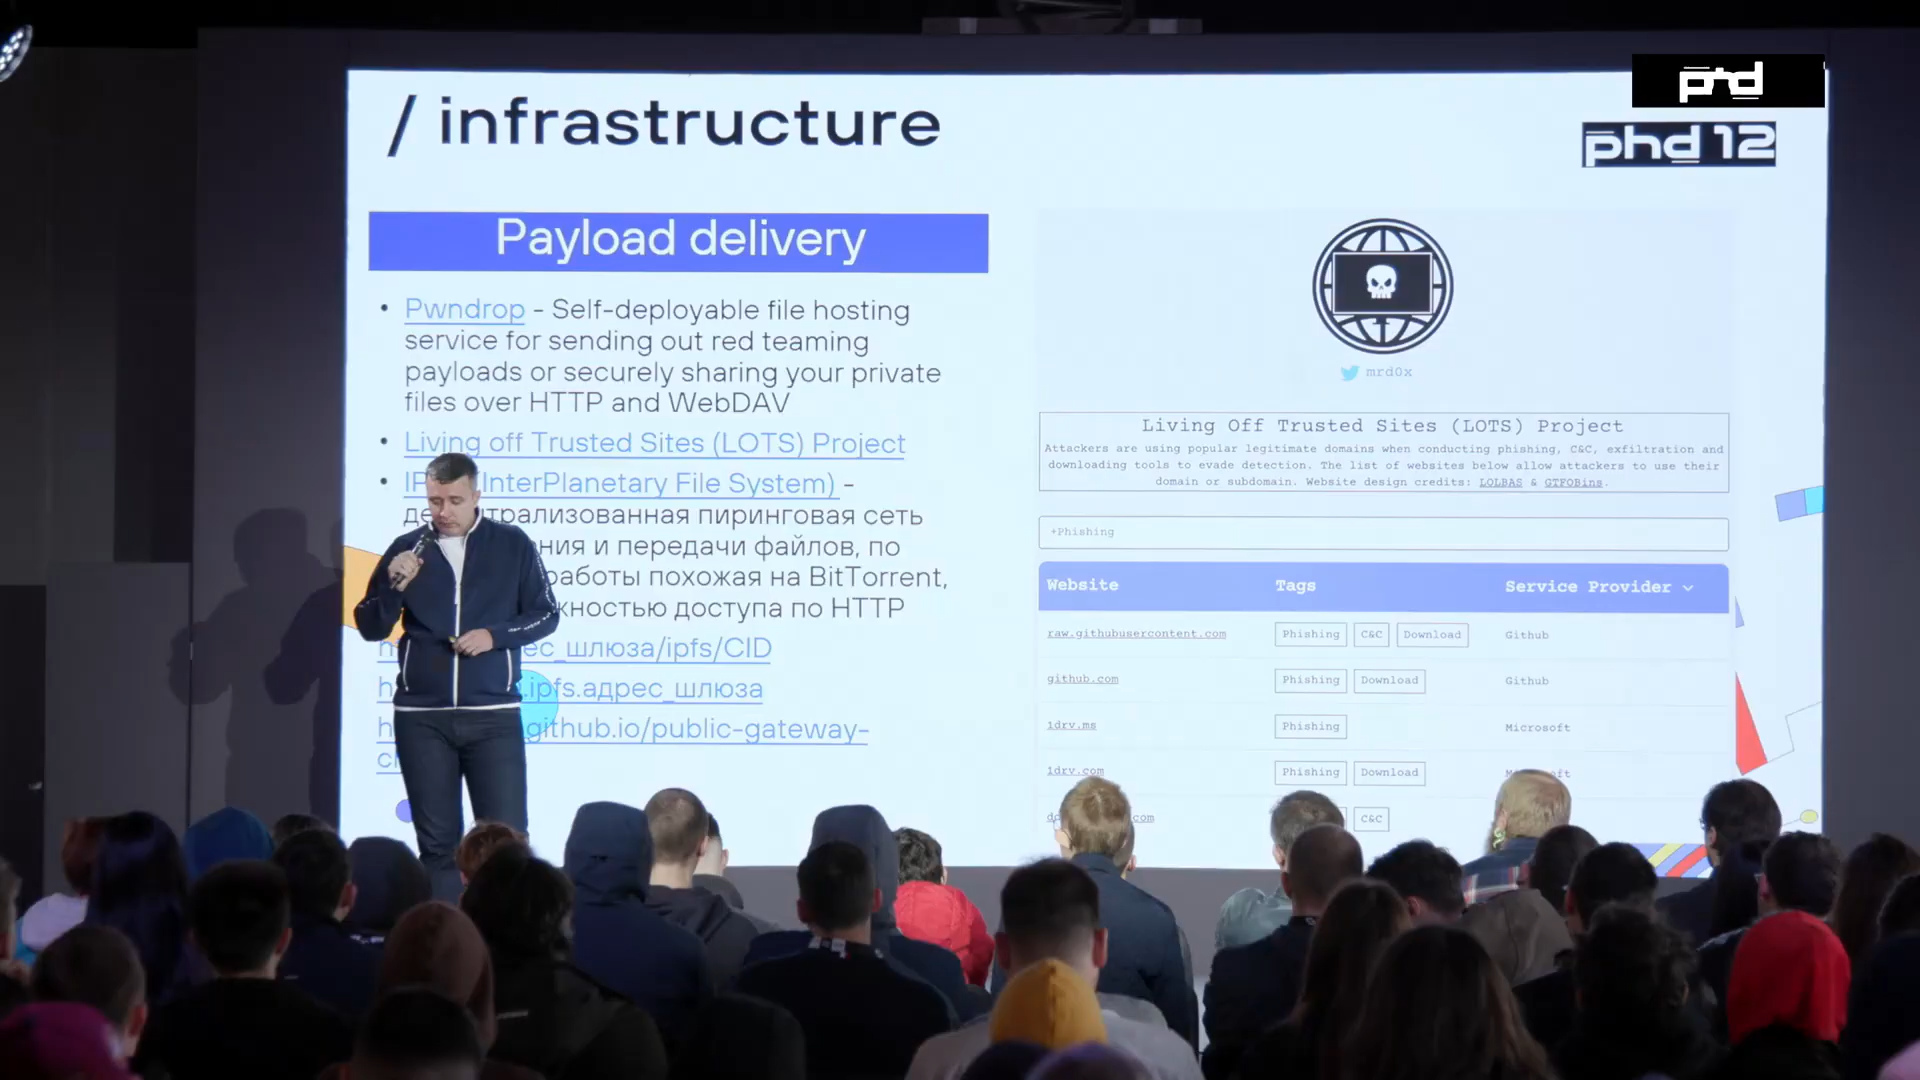 phd
/ infrastructure
phd 12
Payload delivery
• Pwndrop - Self-deployable file hosting
service for sending out red teaming
payloads or securely sharing your private
files over HTTP and WebDAV
• Living off Trusted Sites (LOTS) Project
• InterPlanetary File System) -
пиринговая сеть
и передачи файлов, по
работы похожая на BitTorrent,
доступа по HTTP
шлюза/ipfs/CID
.ipfs.адрес_шлюза
github.io/public-gateway-
mrd0x
Living Off Trusted Sites (LOTS) Project
Attackers are using popular legitimate domains when conducting phishing, C&C, exfiltration and
downloading tools to evade detection. The list of websites below allow attackers to use their
domain or subdomain. Website design credits: LOLBAS & GTFOBins.
+Phishing
Website Tags Service Provider
raw.githubusercontent.com Phishing C&C Download Github
github.com Phishing Download Github
1drv.ms Phishing Microsoft
1drv.com Phishing Download
C&C